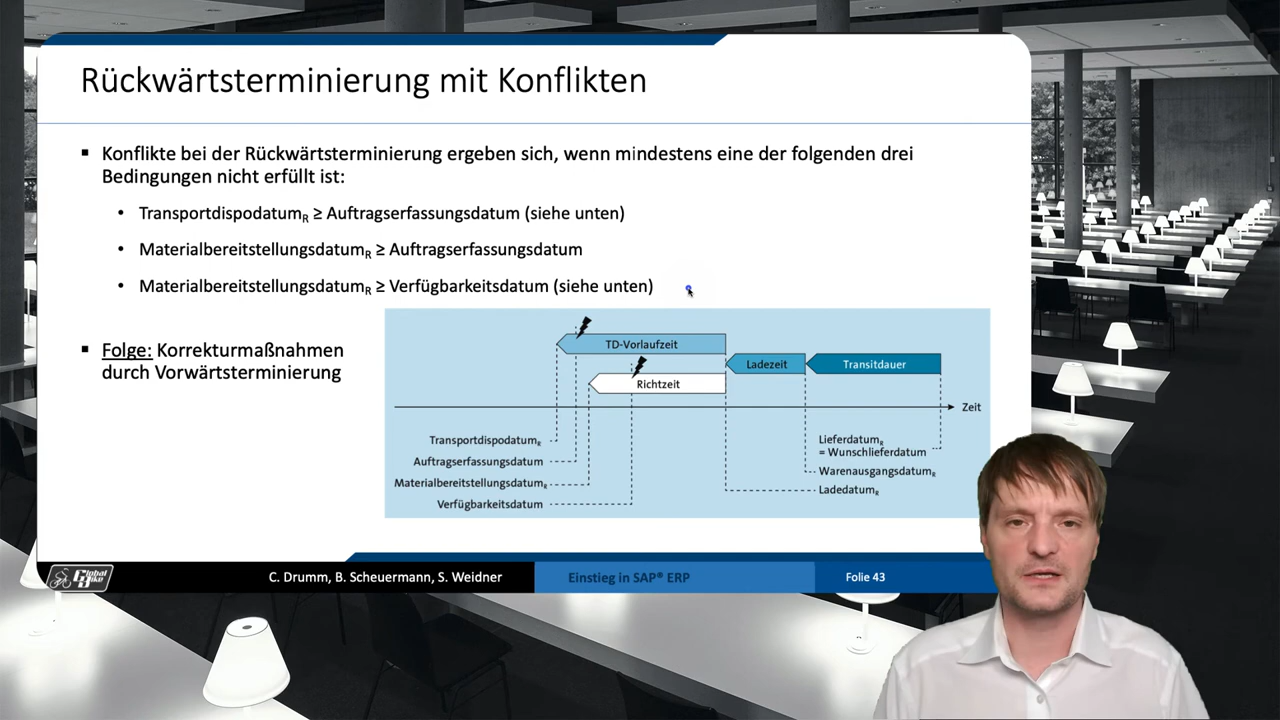 Rückwärtsterminierung mit Konflikten
▪ Konflikte bei der Rückwärtsterminierung ergeben sich, wenn mindestens eine der folgenden drei
Bedingungen nicht erfüllt ist:
• Transportdispodatum_R ≥ Auftragserfassungsdatum (siehe unten)
• Materialbereitstellungsdatum_R ≥ Auftragserfassungsdatum
• Materialbereitstellungsdatum_R ≥ Verfügbarkeitsdatum (siehe unten)
▪ Folge: Korrekturmaßnahmen
durch Vorwärtsterminierung
TD-Vorlaufzeit
Ladezeit
Transitdauer
Richtzeit
Zeit
Transportdispodatum_R
Auftragserfassungsdatum
Materialbereitstellungsdatum_R
Verfügbarkeitsdatum
Lieferdatum_R
= Wunschlieferdatum
Warenausgangsdatum_R
Ladedatum_R
Global
Bike
C. Drumm, B. Scheuermann, S. Weidner
Einstieg in SAP® ERP
Folie 43